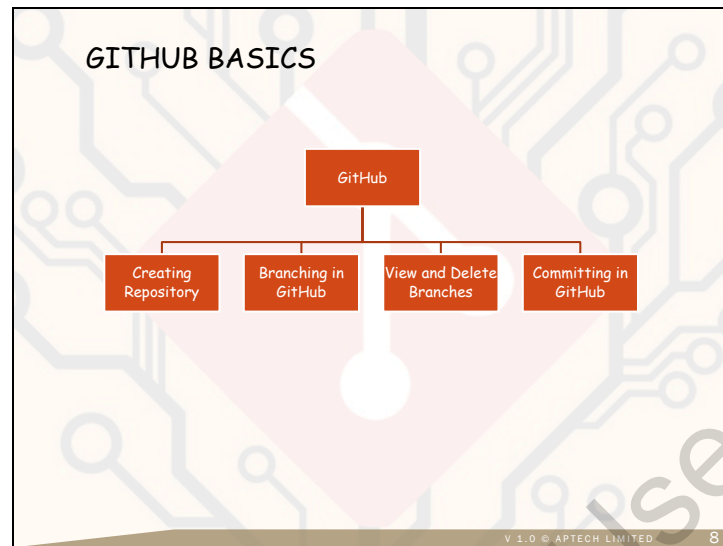 GITHUB BASICS
GitHub
Creating
Repository
Branching in
GitHub
View and Delete
Branches
Committing in
GitHub
V 1.0 © APTECH LIMITED
8
Use